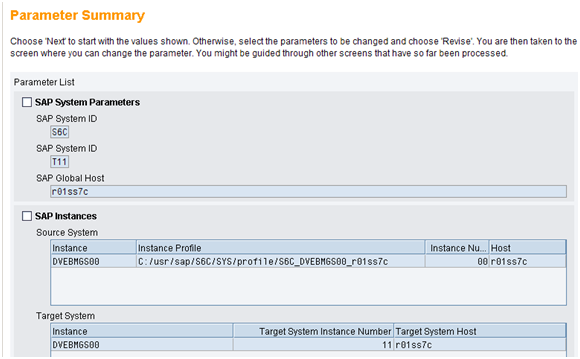 Parameter Summary
Choose 'Next' to start with the values shown. Otherwise, select the parameters to be changed and choose 'Revise'. You are then taken to the
screen where you can change the parameter. You might be guided through other screens that have so far been processed.
Parameter List
SAP System Parameters
SAP System ID
S6C
SAP System ID
T11
SAP Global Host
r01ss7c
SAP Instances
Source System
Instance Instance Profile Instance Nu... Host
DVEBMGS00 C:/usr/sap/S6C/SYS/profile/S6C_DVEBMGS00_r01ss7c 00 r01ss7c
Target System
Instance Target System Instance Number Target System Host
DVEBMGS00 11 r01ss7c